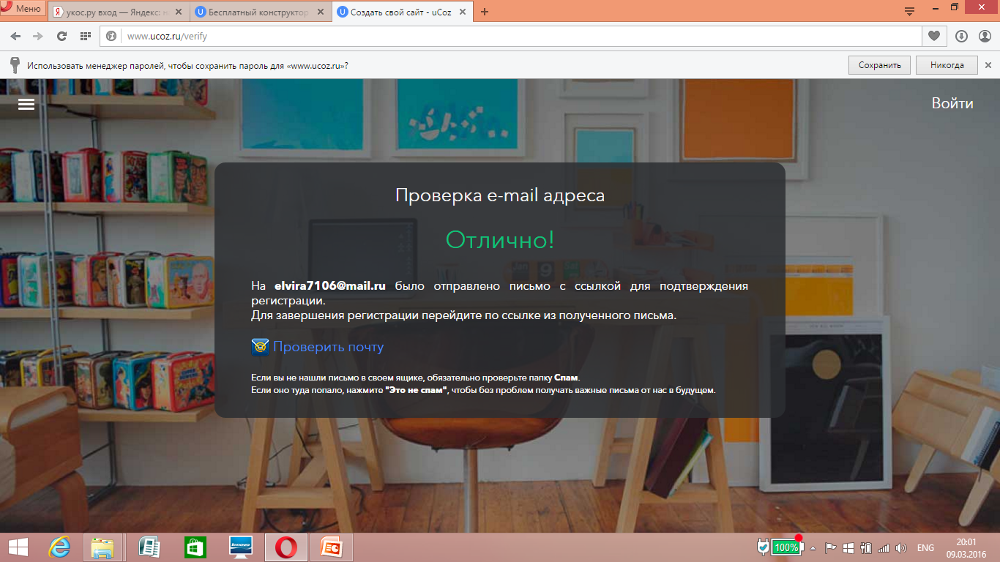 Меню
укос.ру вход — Яндекс: н
Бесплатный конструктор
Создать свой сайт - uCoz
www.ucoz.ru/verify
Использовать менеджер паролей, чтобы сохранить пароль для «www.ucoz.ru»?
Сохранить
Никогда
Войти
Проверка e-mail адреса
Отлично!
На elvira7106@mail.ru было отправлено письмо с ссылкой для подтверждения
регистрации.
Для завершения регистрации перейдите по ссылке из полученного письма.
Проверить почту
Если вы не нашли письмо в своем ящике, обязательно проверьте папку Спам.
Если оно туда попало, нажмите "Это не спам", чтобы без проблем получать важные письма от нас в будущем.
lenovo
100%
ENG
20:01
09.03.2016